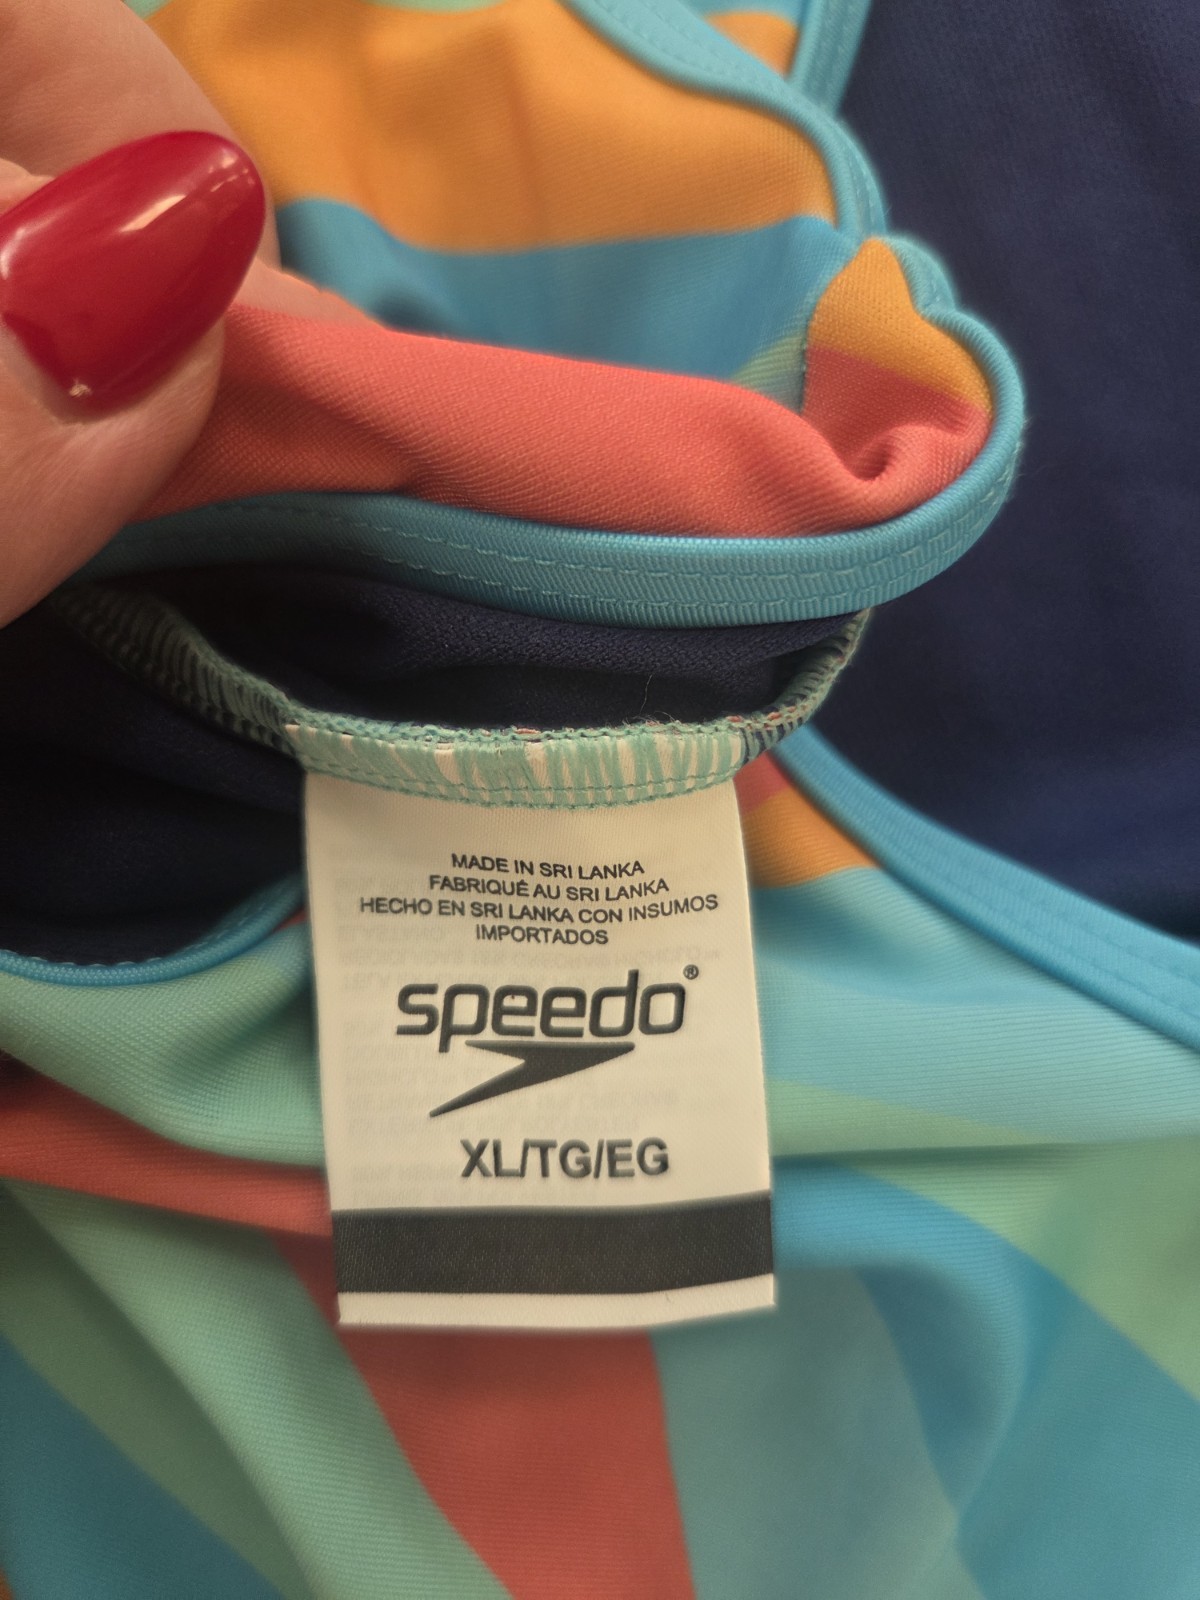 MADE IN SRI LANKA
FABRIQUÉ AU SRI LANKA
HECHO EN SRI LANKA CON INSUMOS
IMPORTADOS
speedo®
XL/TG/EG